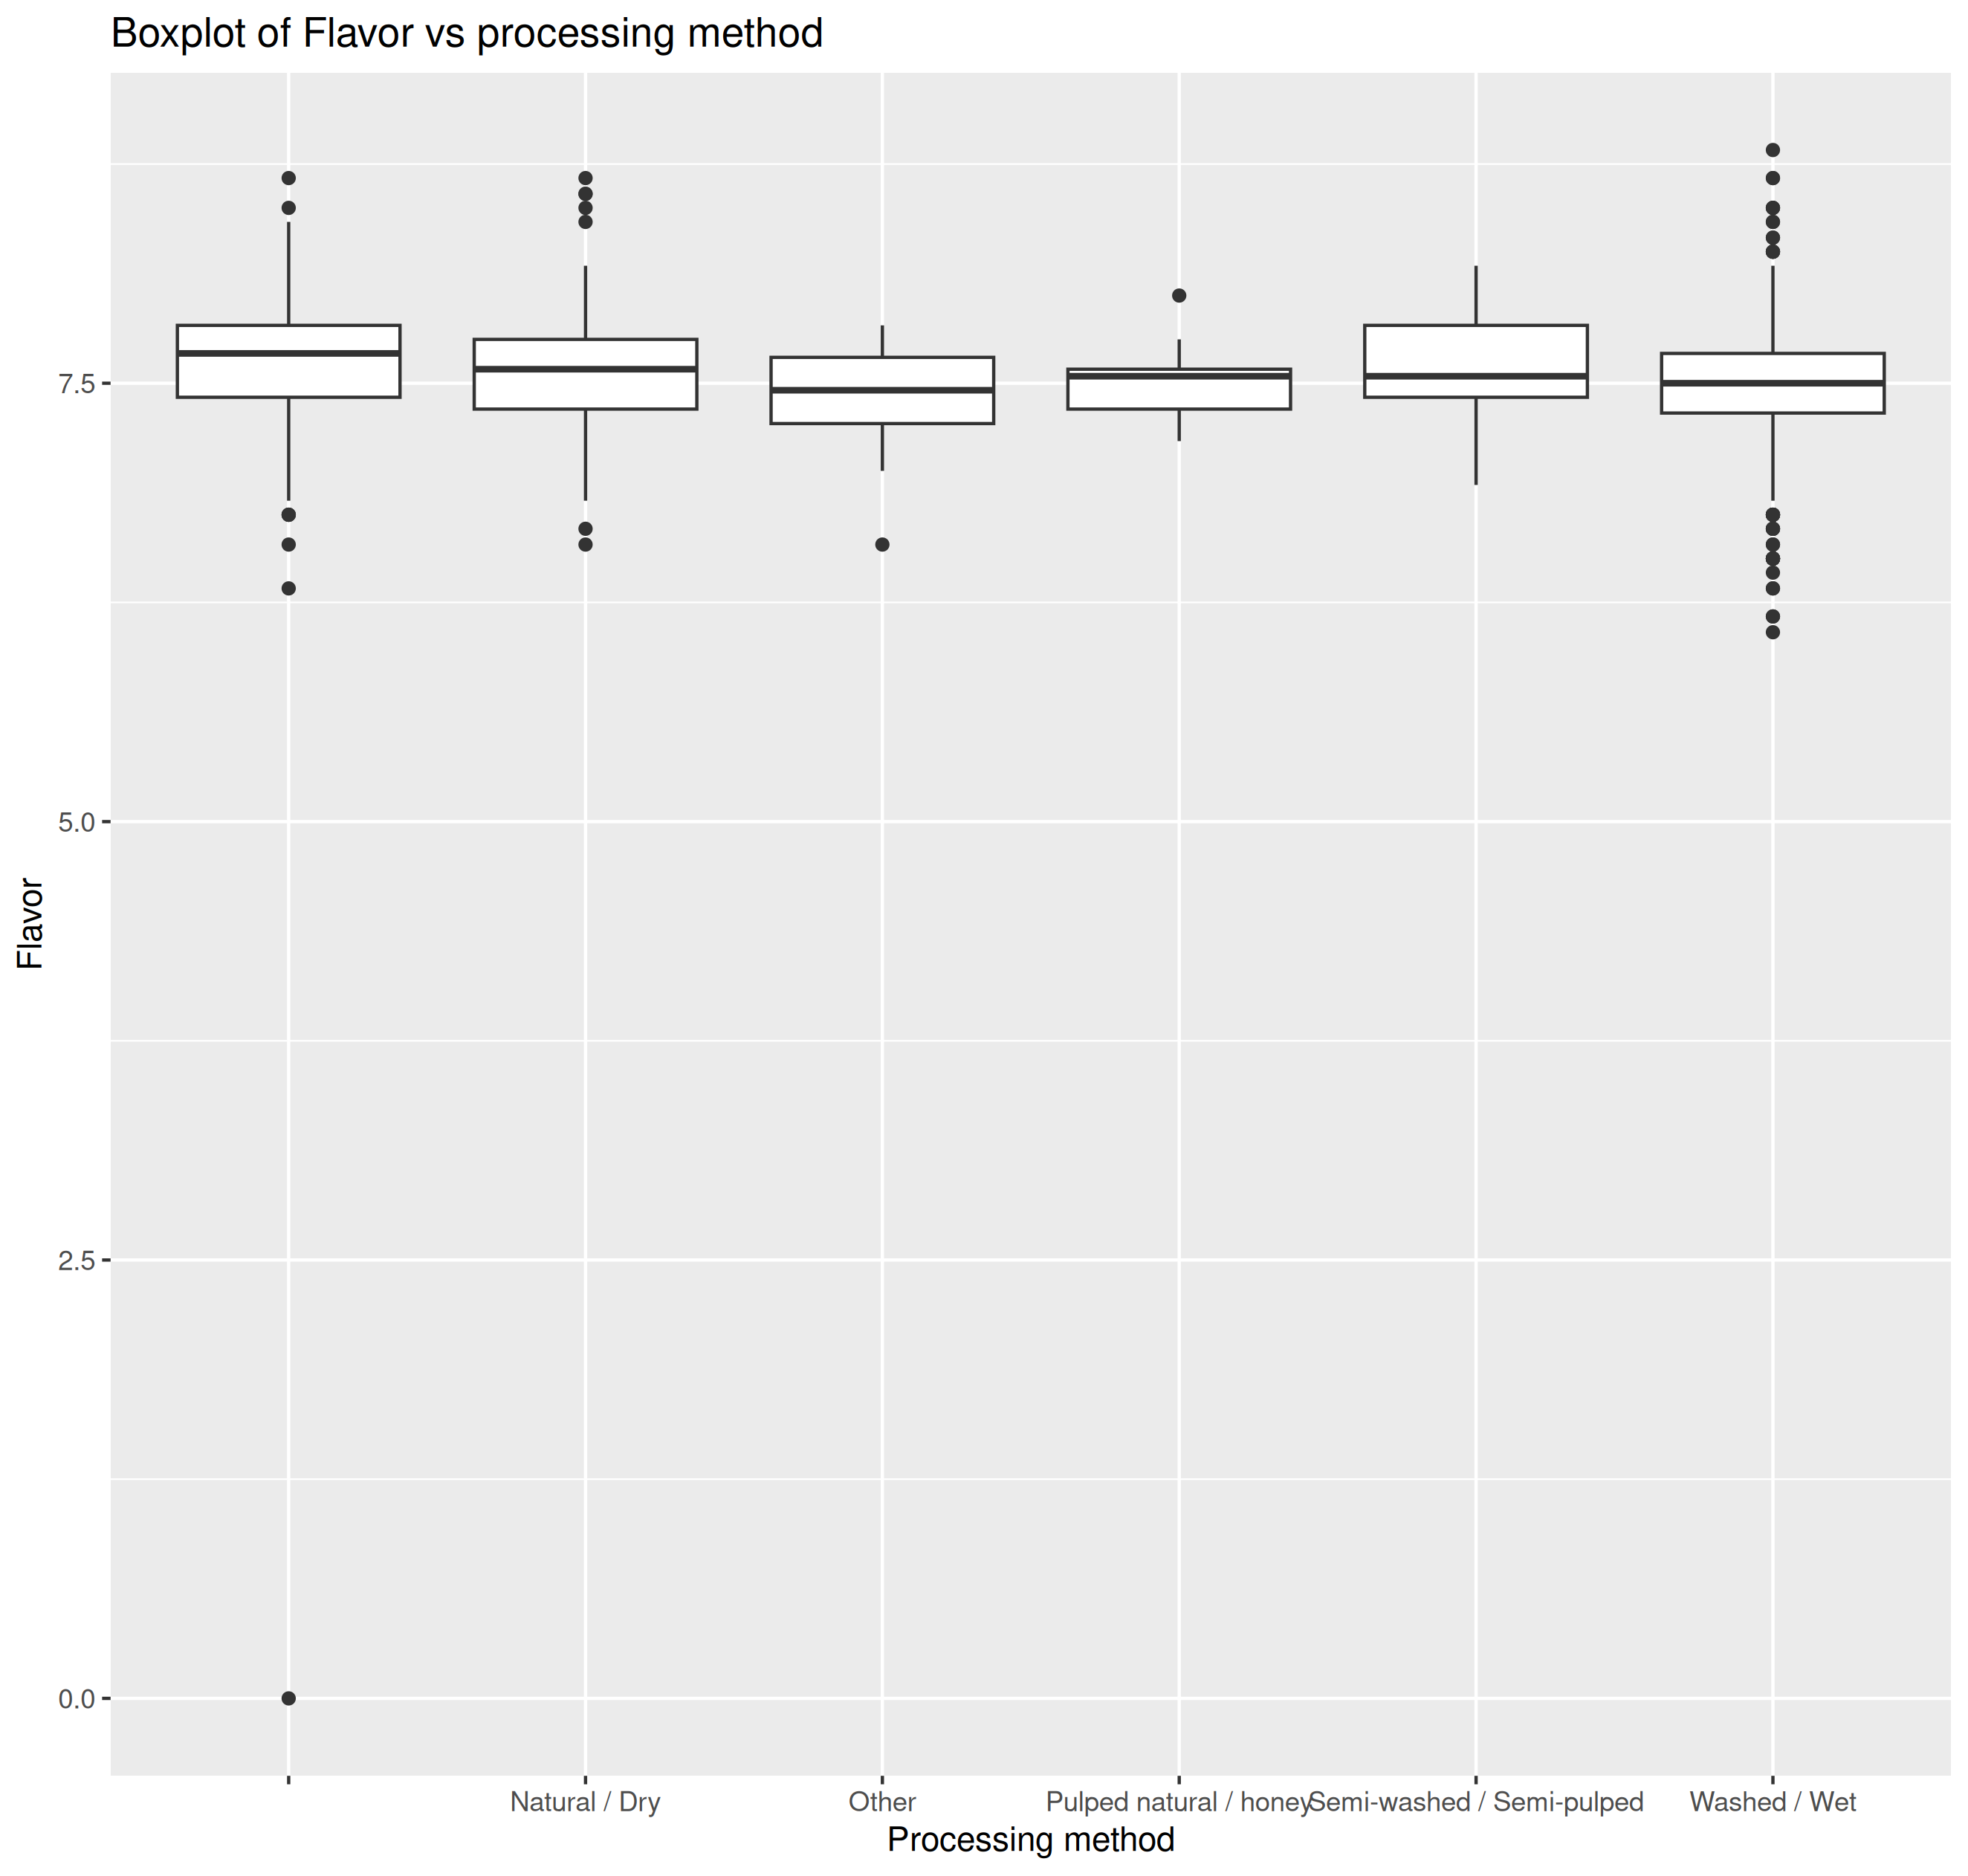 Boxplot of Flavor vs processing method
7.5
5.0
2.5
0.0
Flavor
Natural / Dry
Other
Pulped natural / honey
Semi-washed / Semi-pulped
Washed / Wet
Processing method